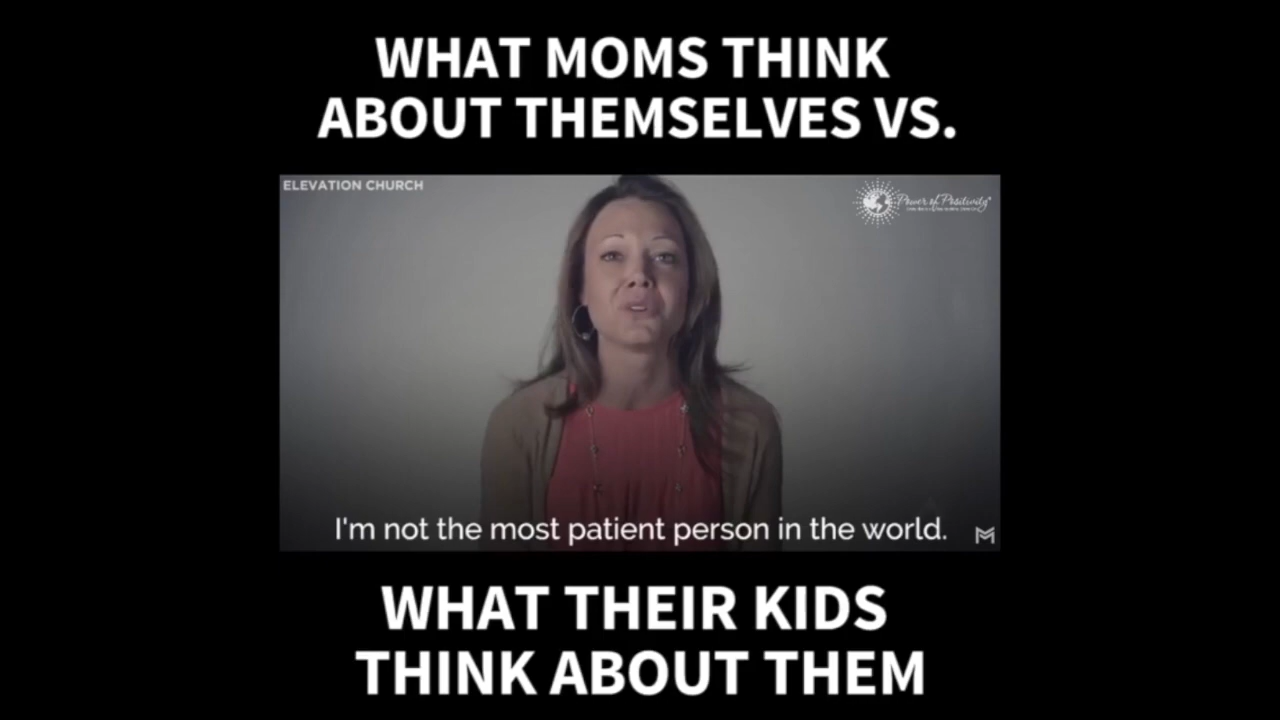 WHAT MOMS THINK
ABOUT THEMSELVES VS.
ELEVATION CHURCH
Power of Positivity
I'm not the most patient person in the world.
WHAT THEIR KIDS
THINK ABOUT THEM